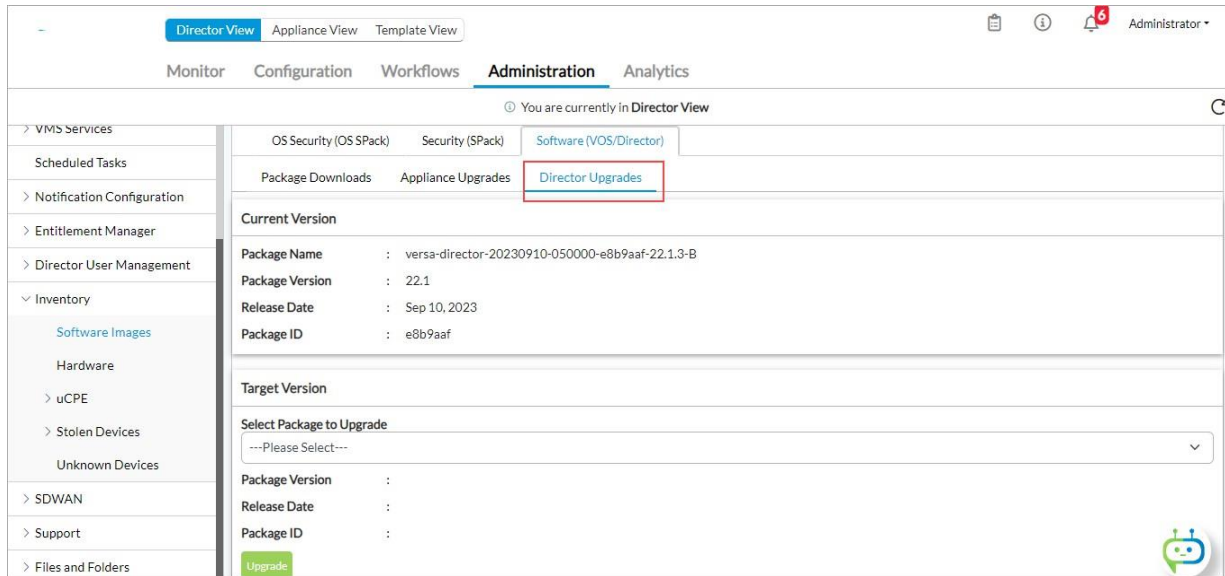 Director View Appliance View Template View 6 Administrator
Monitor Configuration Workflows Administration Analytics
You are currently in Director View
VMS Services
OS Security (OS SPack) Security (SPack) Software (VOS/Director)
Scheduled Tasks
Package Downloads Appliance Upgrades Director Upgrades
Notification Configuration
Current Version
Entitlement Manager
Package Name : versa-director-20230910-050000-e8b9aaf-22.1.3-B
Director User Management
Package Version : 22.1
Inventory
Release Date : Sep 10, 2023
Software Images
Package ID : e8b9aaf
Hardware
Target Version
uCPE
Select Package to Upgrade
Stolen Devices
---Please Select---
Unknown Devices
Package Version :
SDWAN
Release Date :
Support
Package ID :
Files and Folders
Upgrade